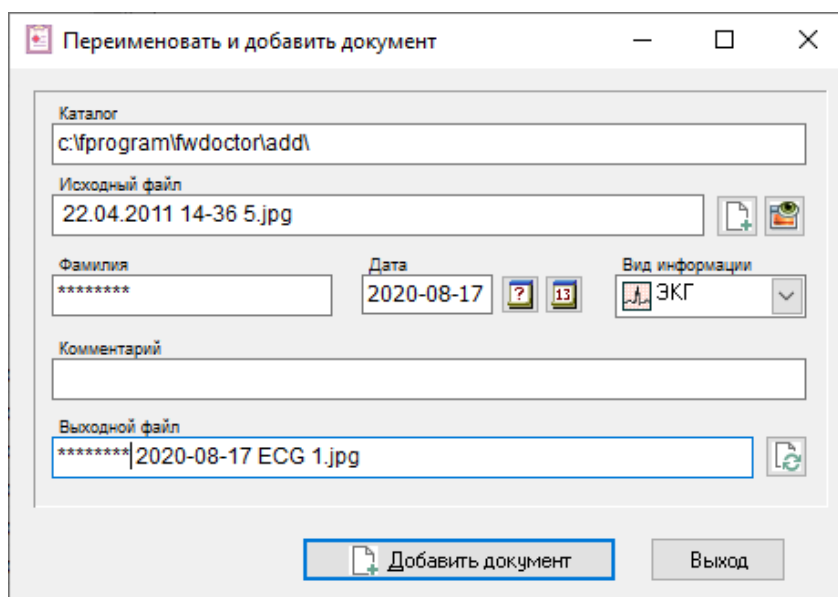 Переименовать и добавить документ
Каталог
c:\fprogram\fwdoctor\add\
Исходный файл
22.04.2011 14-36 5.jpg
Фамилия Дата Вид информации
******** 2020-08-17 ? 13 ЭКГ
Комментарий
Выходной файл
******** 2020-08-17 ECG 1.jpg
Добавить документ Выход